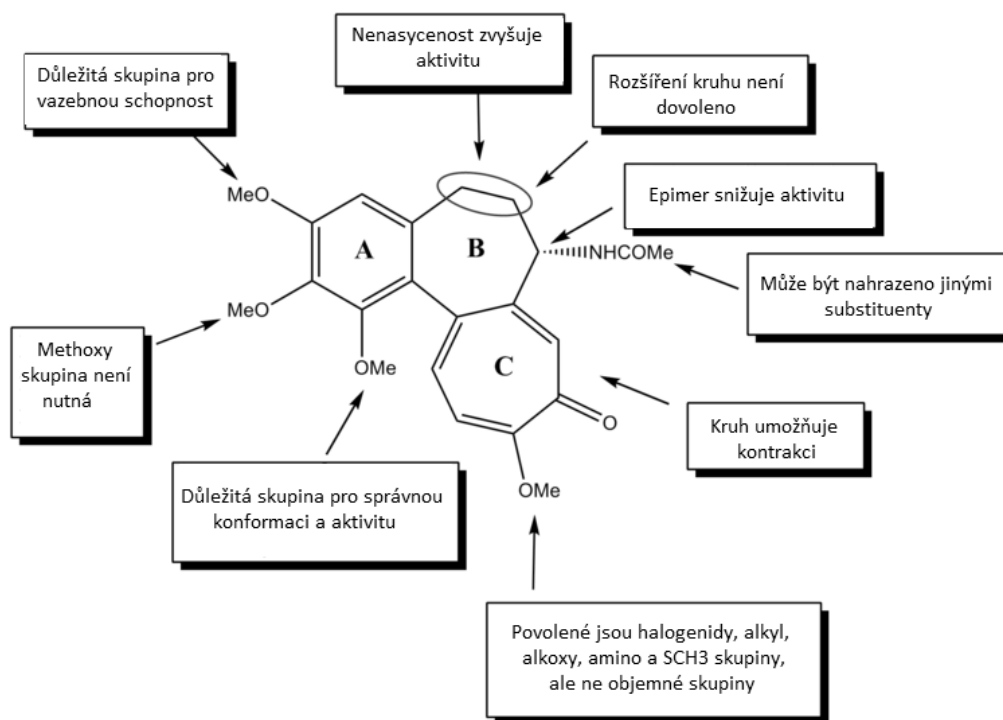 Nenasycenost zvyšuje
aktivitu
Důležitá skupina pro
vazebnou schopnost
Rozšíření kruhu není
dovoleno
Epimer snižuje aktivitu
MeO
A
B
NHCOMe
Může být nahrazeno jinými
substituenty
MeO
Methoxy
skupina není
nutná
OMe
C
O
Kruh umožňuje
kontrakci
Důležitá skupina pro správnou
konformaci a aktivitu
OMe
Povolené jsou halogenidy, alkyl,
alkoxy, amino a SCH3 skupiny,
ale ne objemné skupiny